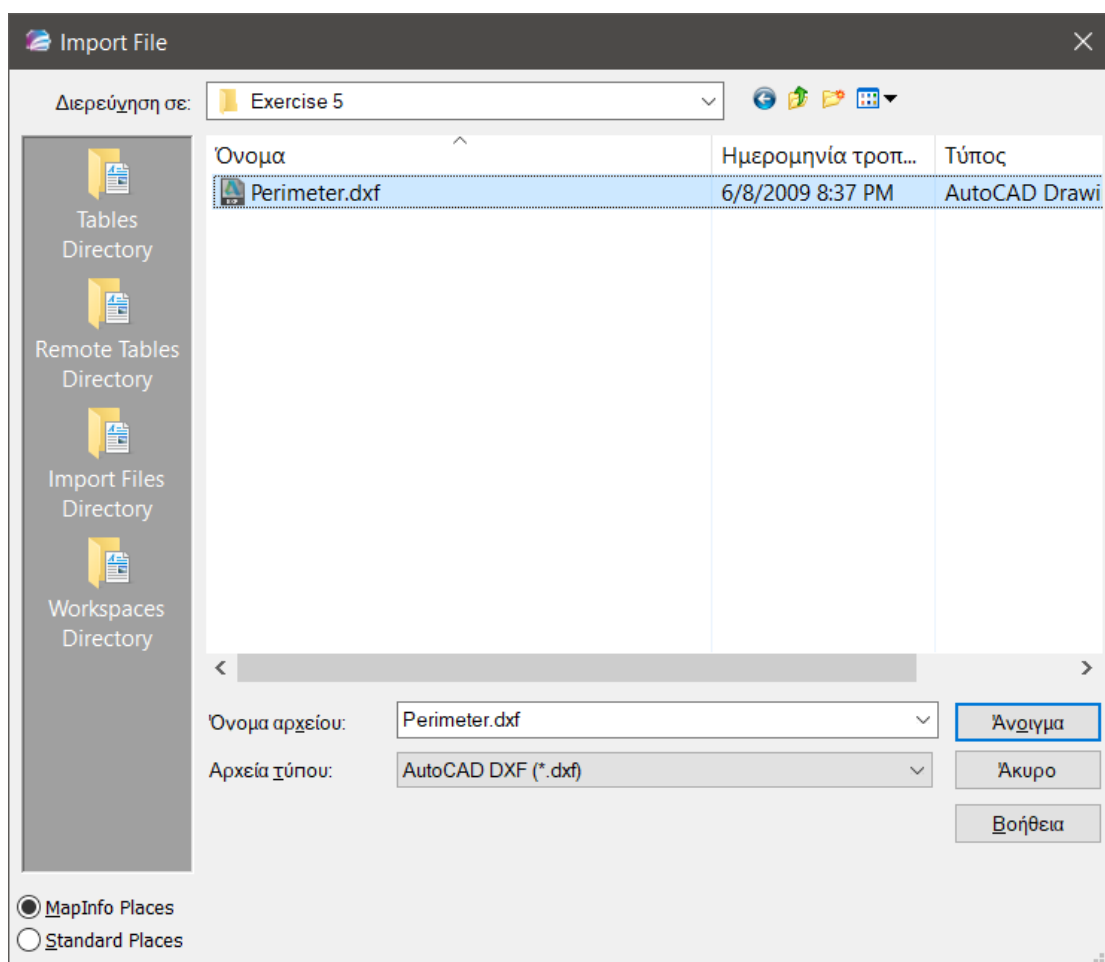 Import File
Διερεύνηση σε:
Exercise 5
Όνομα
Ημερομηνία τροπ...
Τύπος
Perimeter.dxf
6/8/2009 8:37 PM
AutoCAD Drawi
Tables
Directory
Remote Tables
Directory
Import Files
Directory
Workspaces
Directory
Όνομα αρχείου:
Perimeter.dxf
Άνοιγμα
Αρχεία τύπου:
AutoCAD DXF (*.dxf)
Άκυρο
Βοήθεια
MapInfo Places
Standard Places